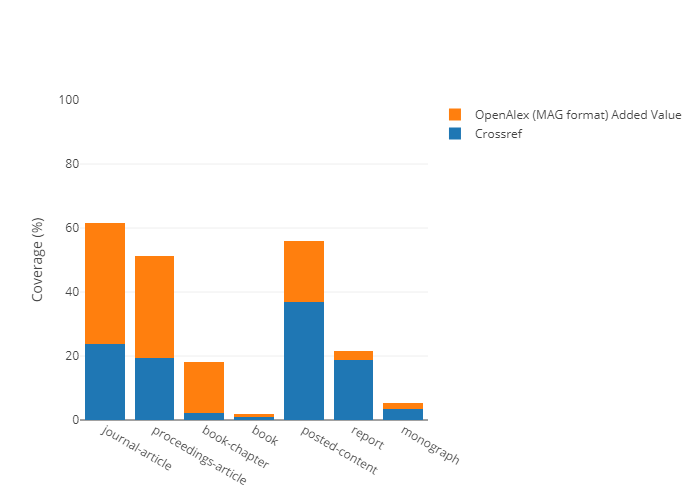 100
80
60
40
20
0
Coverage (%)
journal-article
proceedings-article
book-chapter
book
posted-content
report
monograph
OpenAlex (MAG format) Added Value
Crossref